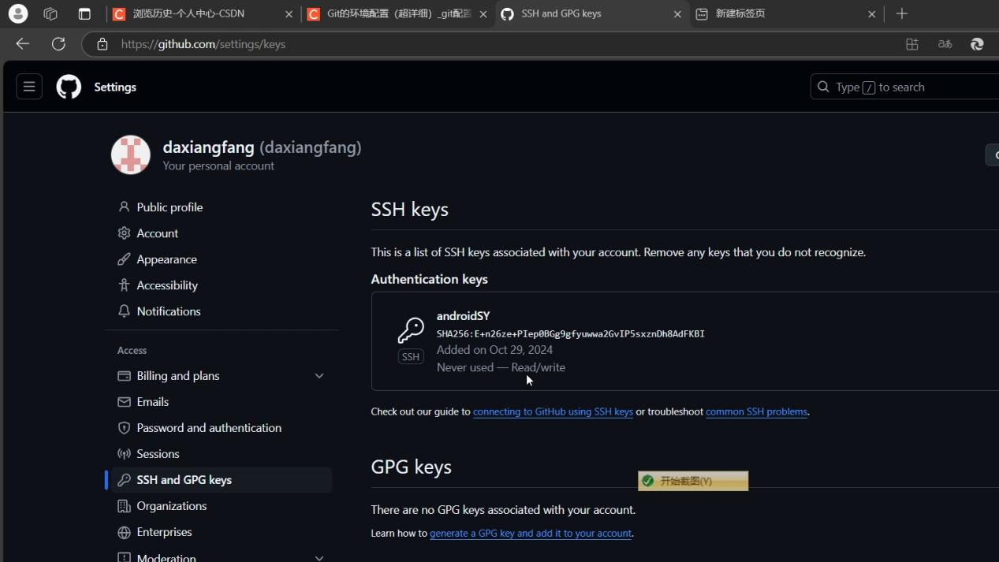 浏览历史-个人中心-CSDN
Git的环境配置（超详细）_git配置
SSH and GPG keys
新建标签页
https://github.com/settings/keys
aあ
Settings
Type / to search
daxiangfang (daxiangfang)
Your personal account
Public profile
Account
Appearance
Accessibility
Notifications
Access
Billing and plans
Emails
Password and authentication
Sessions
SSH and GPG keys
Organizations
Enterprises
Moderation
SSH keys
This is a list of SSH keys associated with your account. Remove any keys that you do not recognize.
Authentication keys
androidSY
SHA256:E+n26ze+PIep0BGg9gfyuwwa2GvIP5sxznDh8AdFKBI
SSH
Added on Oct 29, 2024
Never used — Read/write
Check out our guide to connecting to GitHub using SSH keys or troubleshoot common SSH problems.
GPG keys
开始截图(Y)
There are no GPG keys associated with your account.
Learn how to generate a GPG key and add it to your account.